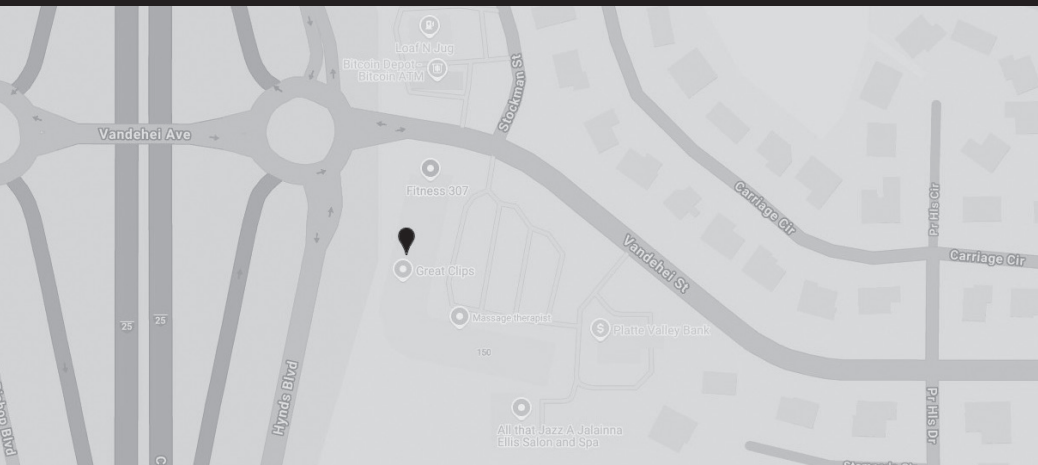 Loaf N Jug
Bitcoin Depot -
Bitcoin ATM
Stockman St
Vandehei Ave
Fitness 307
Carriage Cir
Pr Hls Cir
Vandehei St
Carriage Cir
Great Clips
25
25
Massage therapist
Platte Valley Bank
150
Hynds Blvd
Pr Hls Dr
All that Jazz A Jalainna
Ellis Salon and Spa